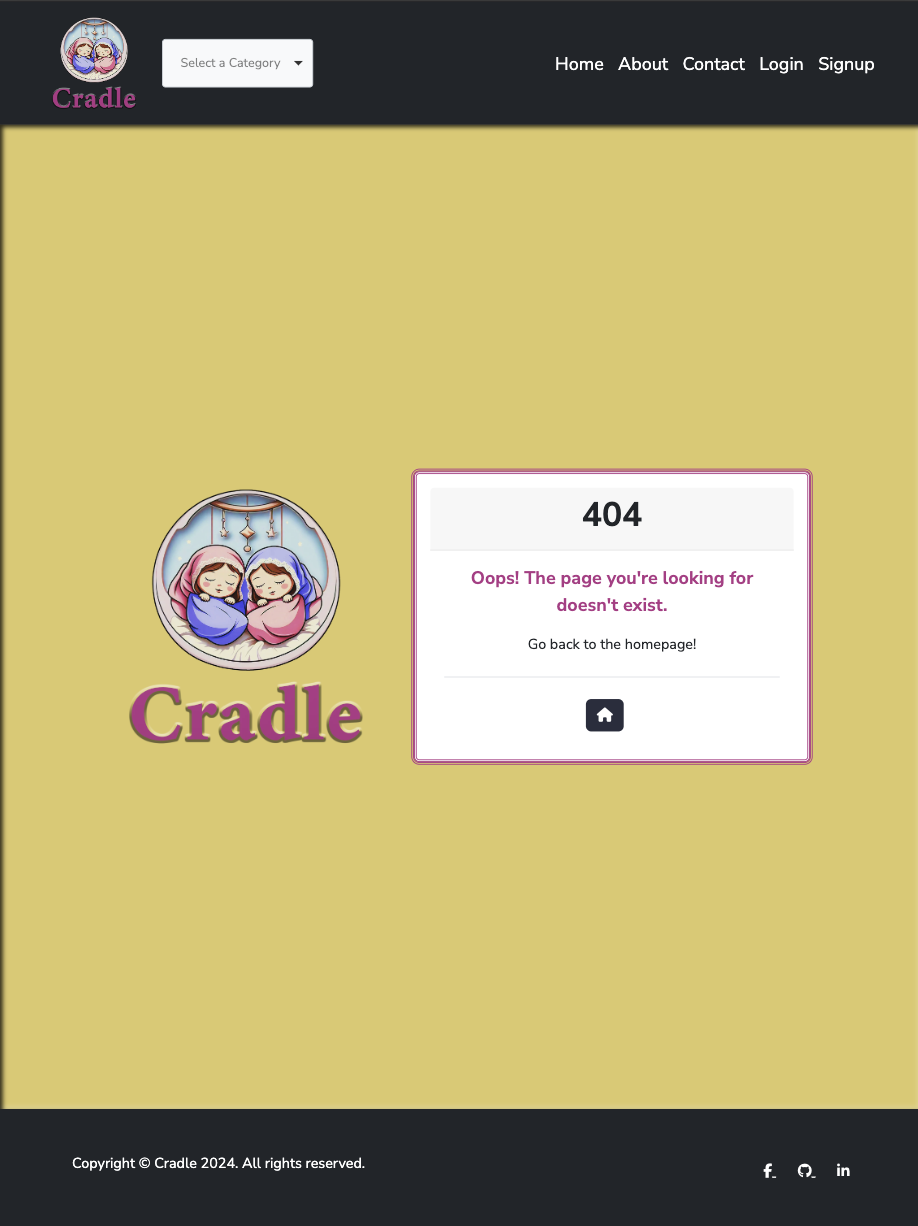 Cradle
Select a Category
Home About Contact Login Signup
Cradle
404
Oops! The page you're looking for
doesn't exist.
Go back to the homepage!
Copyright © Cradle 2024. All rights reserved.